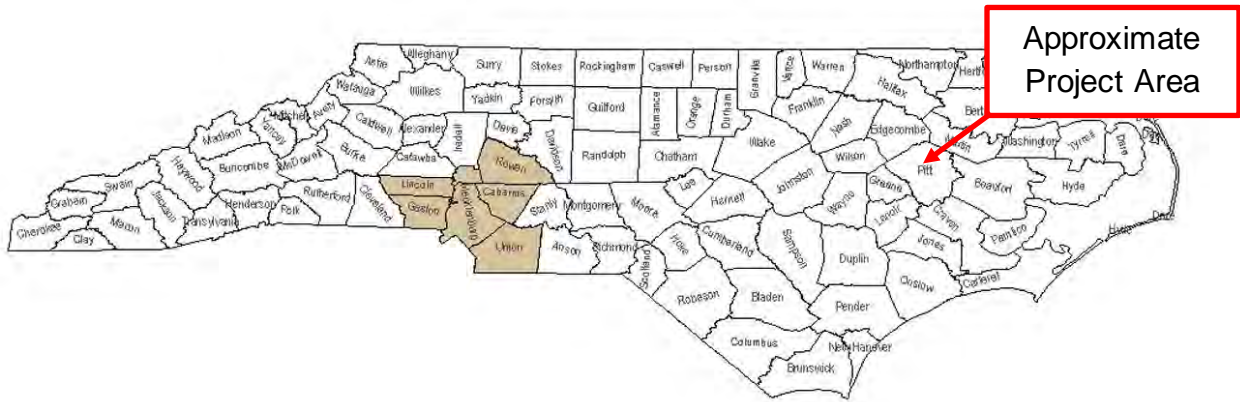 Approximate
Project Area
Ashe
Alleghany
Surry
Stokes
Rockingham
Caswell
Person
Granville
Vance
Warren
Northampton
Halifax
Watauga
Wilkes
Yadkin
Forsyth
Guilford
Alamance
Orange
Durham
Franklin
Nash
Edgecombe
Mitchell
Avery
Caldwell
Alexander
Iredell
Davie
Davidson
Randolph
Chatham
Wake
Wilson
Martin
Washington
Tyrrell
Dare
Madison
Yancey
Burke
Catawba
Rowan
Johnston
Greene
Pitt
Beaufort
Hyde
Haywood
Buncombe
McDowell
Lincoln
Cabarrus
Lee
Harnett
Wayne
Lenoir
Craven
Swain
Rutherford
Cleveland
Gaston
Mecklenburg
Stanly
Montgomery
Moore
Pamlico
Graham
Jackson
Henderson
Polk
Cherokee
Macon
Transylvania
Clay
Union
Anson
Richmond
Scotland
Hoke
Cumberland
Sampson
Duplin
Jones
Onslow
Carteret
Robeson
Bladen
Pender
Columbus
New Hanover
Brunswick